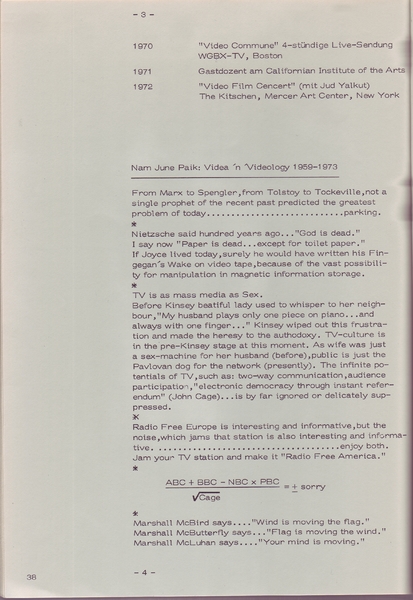 - 3 -
1970 "Video Commune" 4-stündige Live-Sendung
WGBX-TV, Boston
1971 Gastdozent am Californian Institute of the Arts
1972 "Video Film Concert" (mit Jud Yalkut)
The Kitschen, Mercer Art Center, New York
Nam June Paik: Videa 'n 'Videology 1959-1973
From Marx to Spengler,from Tolstoy to Tockeville,not a
single prophet of the recent past predicted the greatest
problem of today...........................parking.
*
Nietzsche said hundred years ago..."God is dead."
I say now "Paper is dead...except for toilet paper."
If Joyce lived today,surely he would have written his Fin-
gegan's Wake on video tape,because of the vast possibili-
ty for manipulation in magnetic information storage.
*
TV is as mass media as Sex.
Before Kinsey beatiful lady used to whisper to her neigh-
bour,"My husband plays only one piece on piano...and
always with one finger..." Kinsey wiped out this frustra-
tion and made the heresy to the authodoxy. TV-culture is
in the pre-Kinsey stage at this moment. As wife was just
a sex-machine for her husband (before),public is just the
Pavlovan dog for the network (presently). The infinite po-
tentials of TV,such as: two-way communication,audience
participation,"electronic democracy through instant refer-
endum" (John Cage)...is by far ignored or delicately sup-
pressed.
*
Radio Free Europe is interesting and informative,but the
noise,which jams that station is also interesting and informa-
tive. ................................enjoy both.
Jam your TV station and make it "Radio Free America."
*
ABC + BBC - NBC x PBC
= ± sorry
√Cage
*
Marshall McBird says...."Wind is moving the flag."
Marshall McButterfly says..."Flag is moving the wind."
Marshall McLuhan says...."Your mind is moving."
- 4 -
38